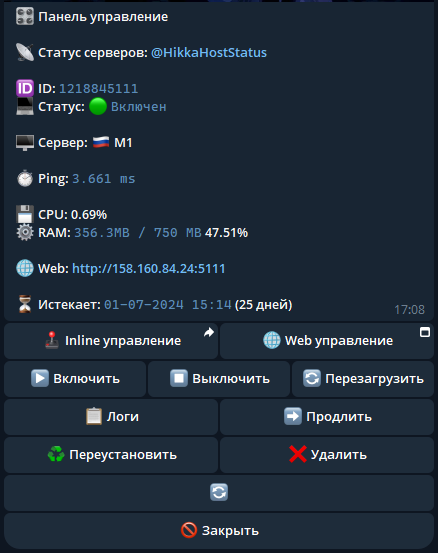 Панель управление
Статус серверов: @HikkaHostStatus
ID: 1218845111
Статус: Включен
Сервер: M1
Ping: 3.661 ms
CPU: 0.69%
RAM: 356.3MB / 750 MB 47.51%
Web: http://158.160.84.24:5111
Истекает: 01-07-2024 15:14 (25 дней)
17:08
Inline управление Web управление
Включить Выключить Перезагрузить
Логи Продлить
Переустановить Удалить
Закрыть